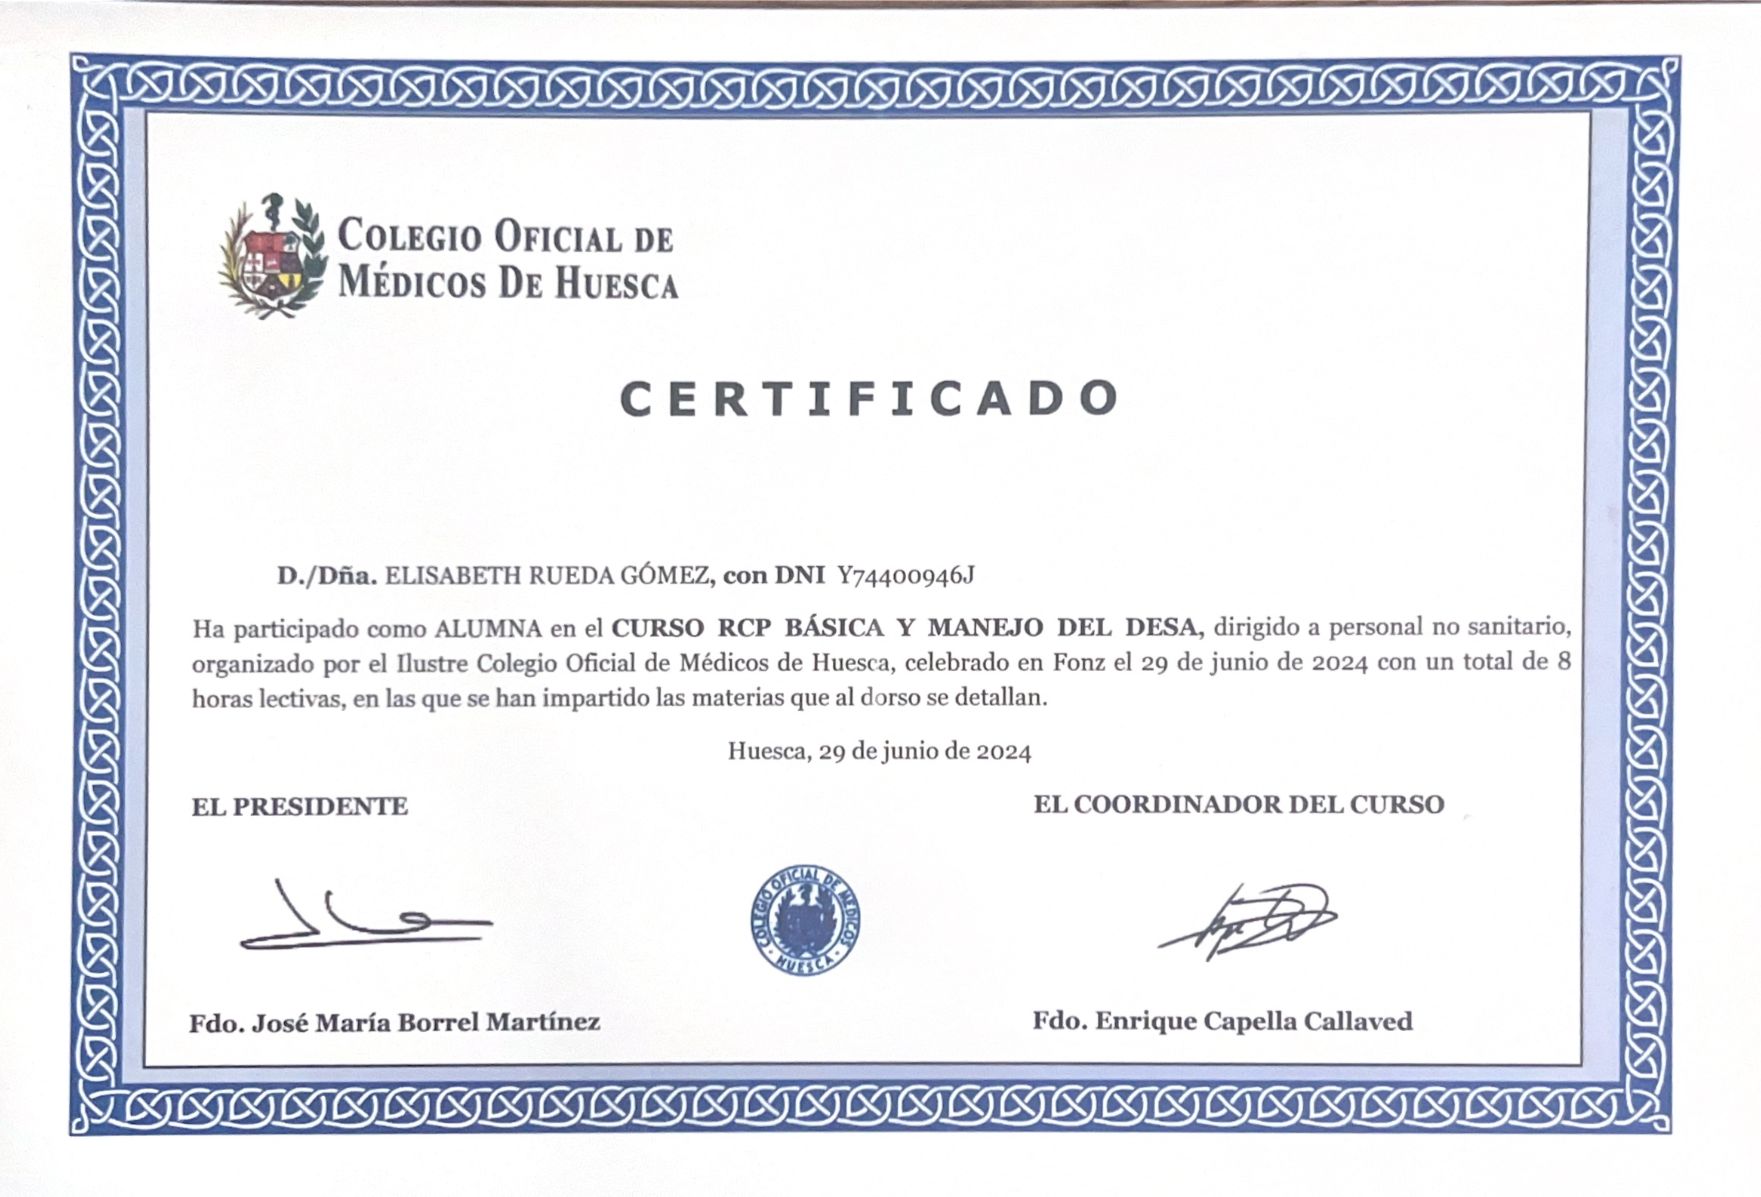 COLEGIO OFICIAL DE
MÉDICOS DE HUESCA
CERTIFICADO
D./Dña. ELISABETH RUEDA GÓMEZ, con DNI Y74400946J
Ha participado como ALUMNA en el CURSO RCP BÁSICA Y MANEJO DEL DESA, dirigido a personal no sanitario,
organizado por el Ilustre Colegio Oficial de Médicos de Huesca, celebrado en Fonz el 29 de junio de 2024 con un total de 8
horas lectivas, en las que se han impartido las materias que al dorso se detallan.
Huesca, 29 de junio de 2024
EL PRESIDENTE
EL COORDINADOR DEL CURSO
COLEGIO OFICIAL DE MEDICOS
HUESCA
Fdo. José María Borrel Martínez
Fdo. Enrique Capella Callaved